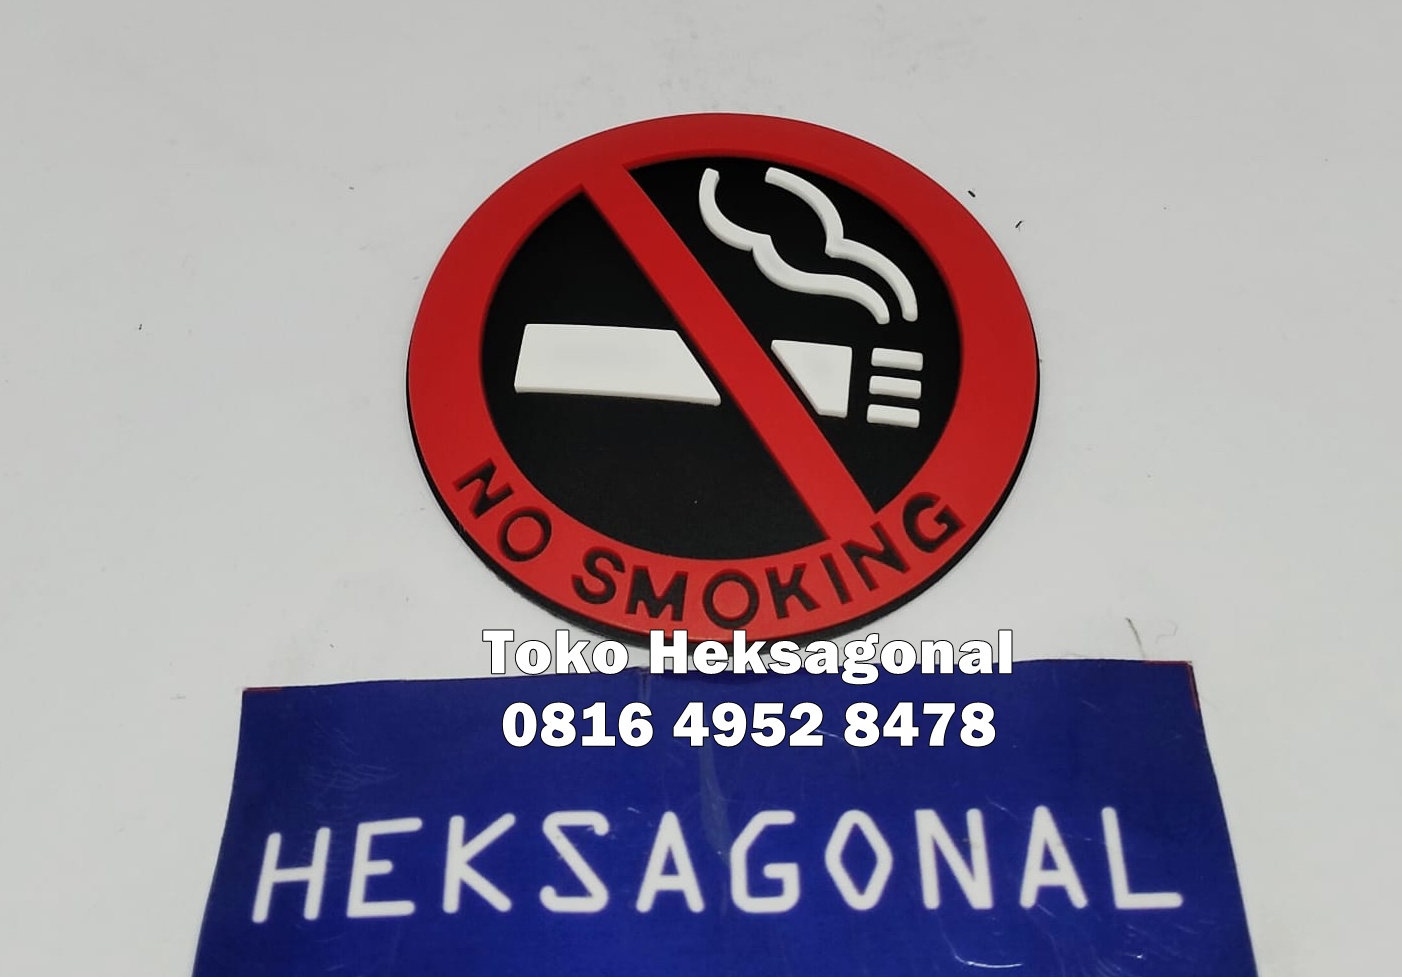 NO SMOKING
Toko Heksagonal
0816 4952 8478
HEKSAGONAL